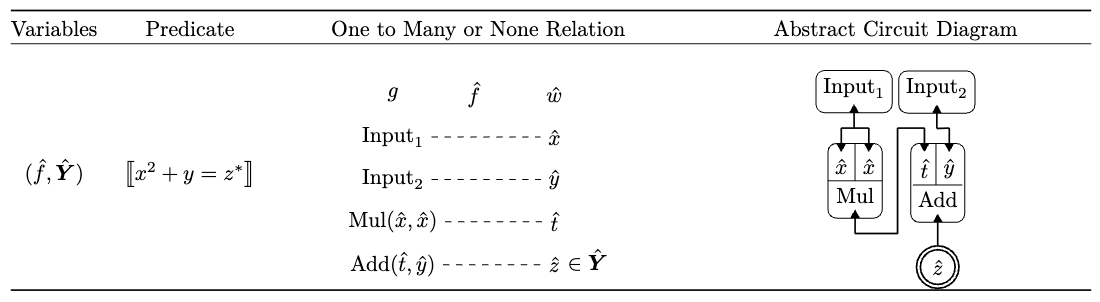 Variables Predicate One to Many or None Relation Abstract Circuit Diagram
g f̂ ŵ
Input₁ x̂
Input₂ ŷ
Mul(x̂, x̂) t̂
Add(t̂, ŷ) ẑ ∈ Ŷ
(f̂, Ŷ) ⟦x² + y = z*⟧
Input₁ Input₂
x̂ x̂ t̂ ŷ
Mul Add
ẑ